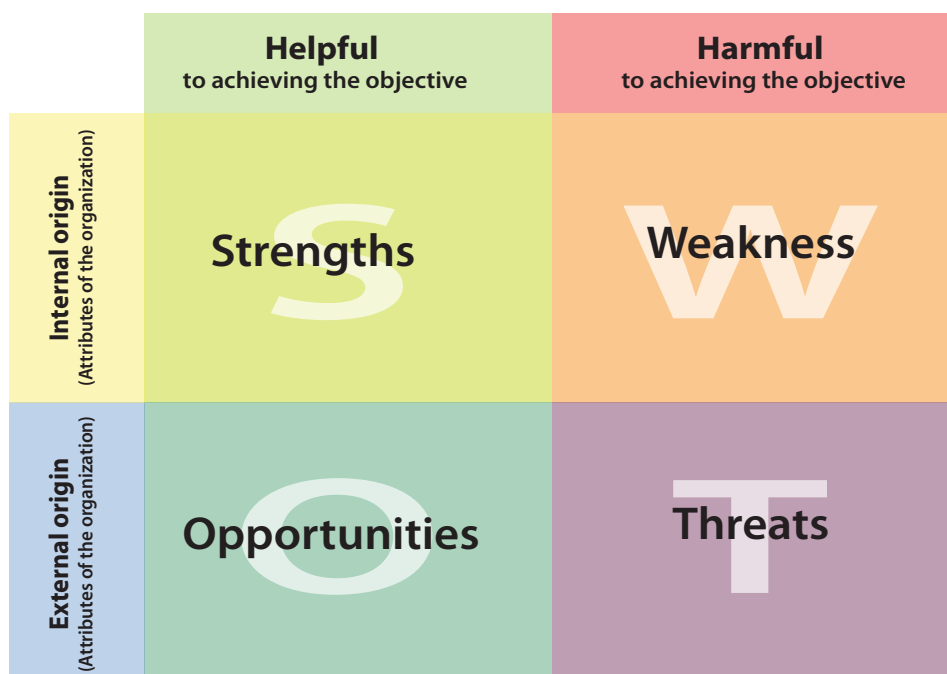 Helpful
to achieving the objective
Harmful
to achieving the objective
Internal origin
(Attributes of the organization)
S
Strengths
W
Weakness
External origin
(Attributes of the organization)
O
Opportunities
T
Threats